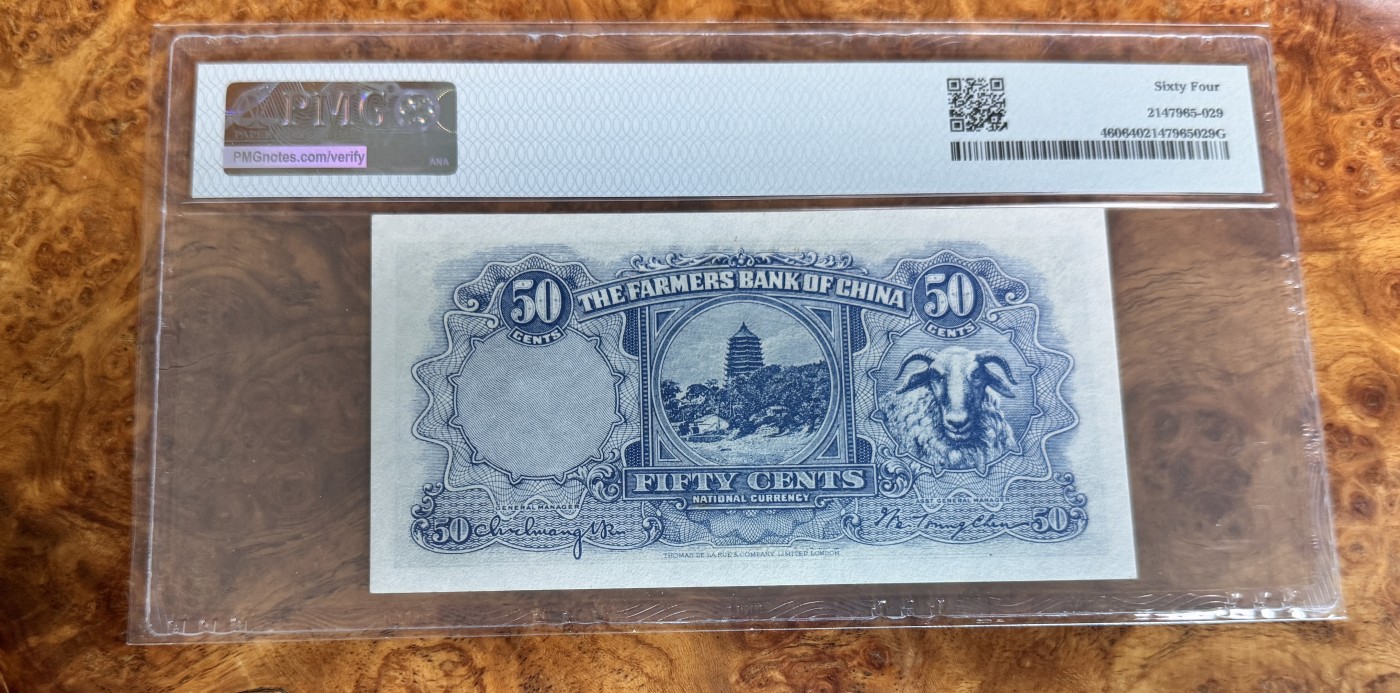 PMG
PMGnotes.com/verify
ANA
Sixty Four
2147965-029
4606402147965029G
50
CENTS
THE FARMERS BANK OF CHINA
50
CENTS
FIFTY CENTS
NATIONAL CURRENCY
GENERAL MANAGER
ASST GENERAL MANAGER
50
50
THOMAS DE LA RUE & COMPANY, LIMITED, LONDON